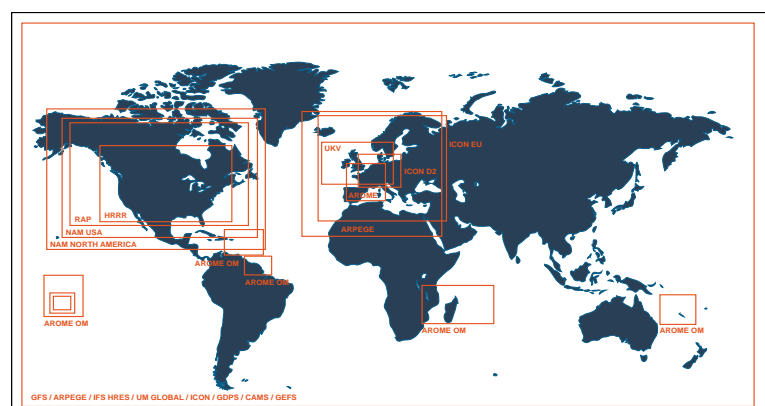 UKV
ICON EU
ICON D2
AROME
RAP
HRRR
NAM USA
NAM NORTH AMERICA
ARPEGE
AROME OM
AROME OM
AROME OM
AROME OM
AROME OM
GFS / ARPEGE / IFS HRES / UM GLOBAL / ICON / GDPS / CAMS / GEFS